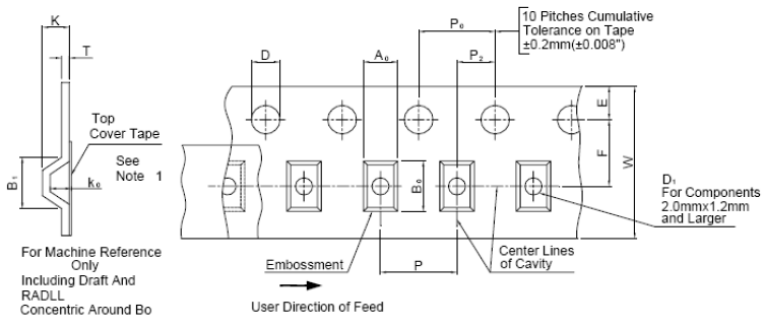 K
T
Top
Cover Tape
See
Note 1
B₁
k₀
For Machine Reference
Only
Including Draft And
RADLL
Concentric Around Bo
D
A₀
P₀
P₂
10 Pitches Cumulative
Tolerance on Tape
±0.2mm(±0.008")
E
F
W
B₀
D₁
For Components
2.0mmx1.2mm
and Larger
Embossment
P
Center Lines
of Cavity
User Direction of Feed